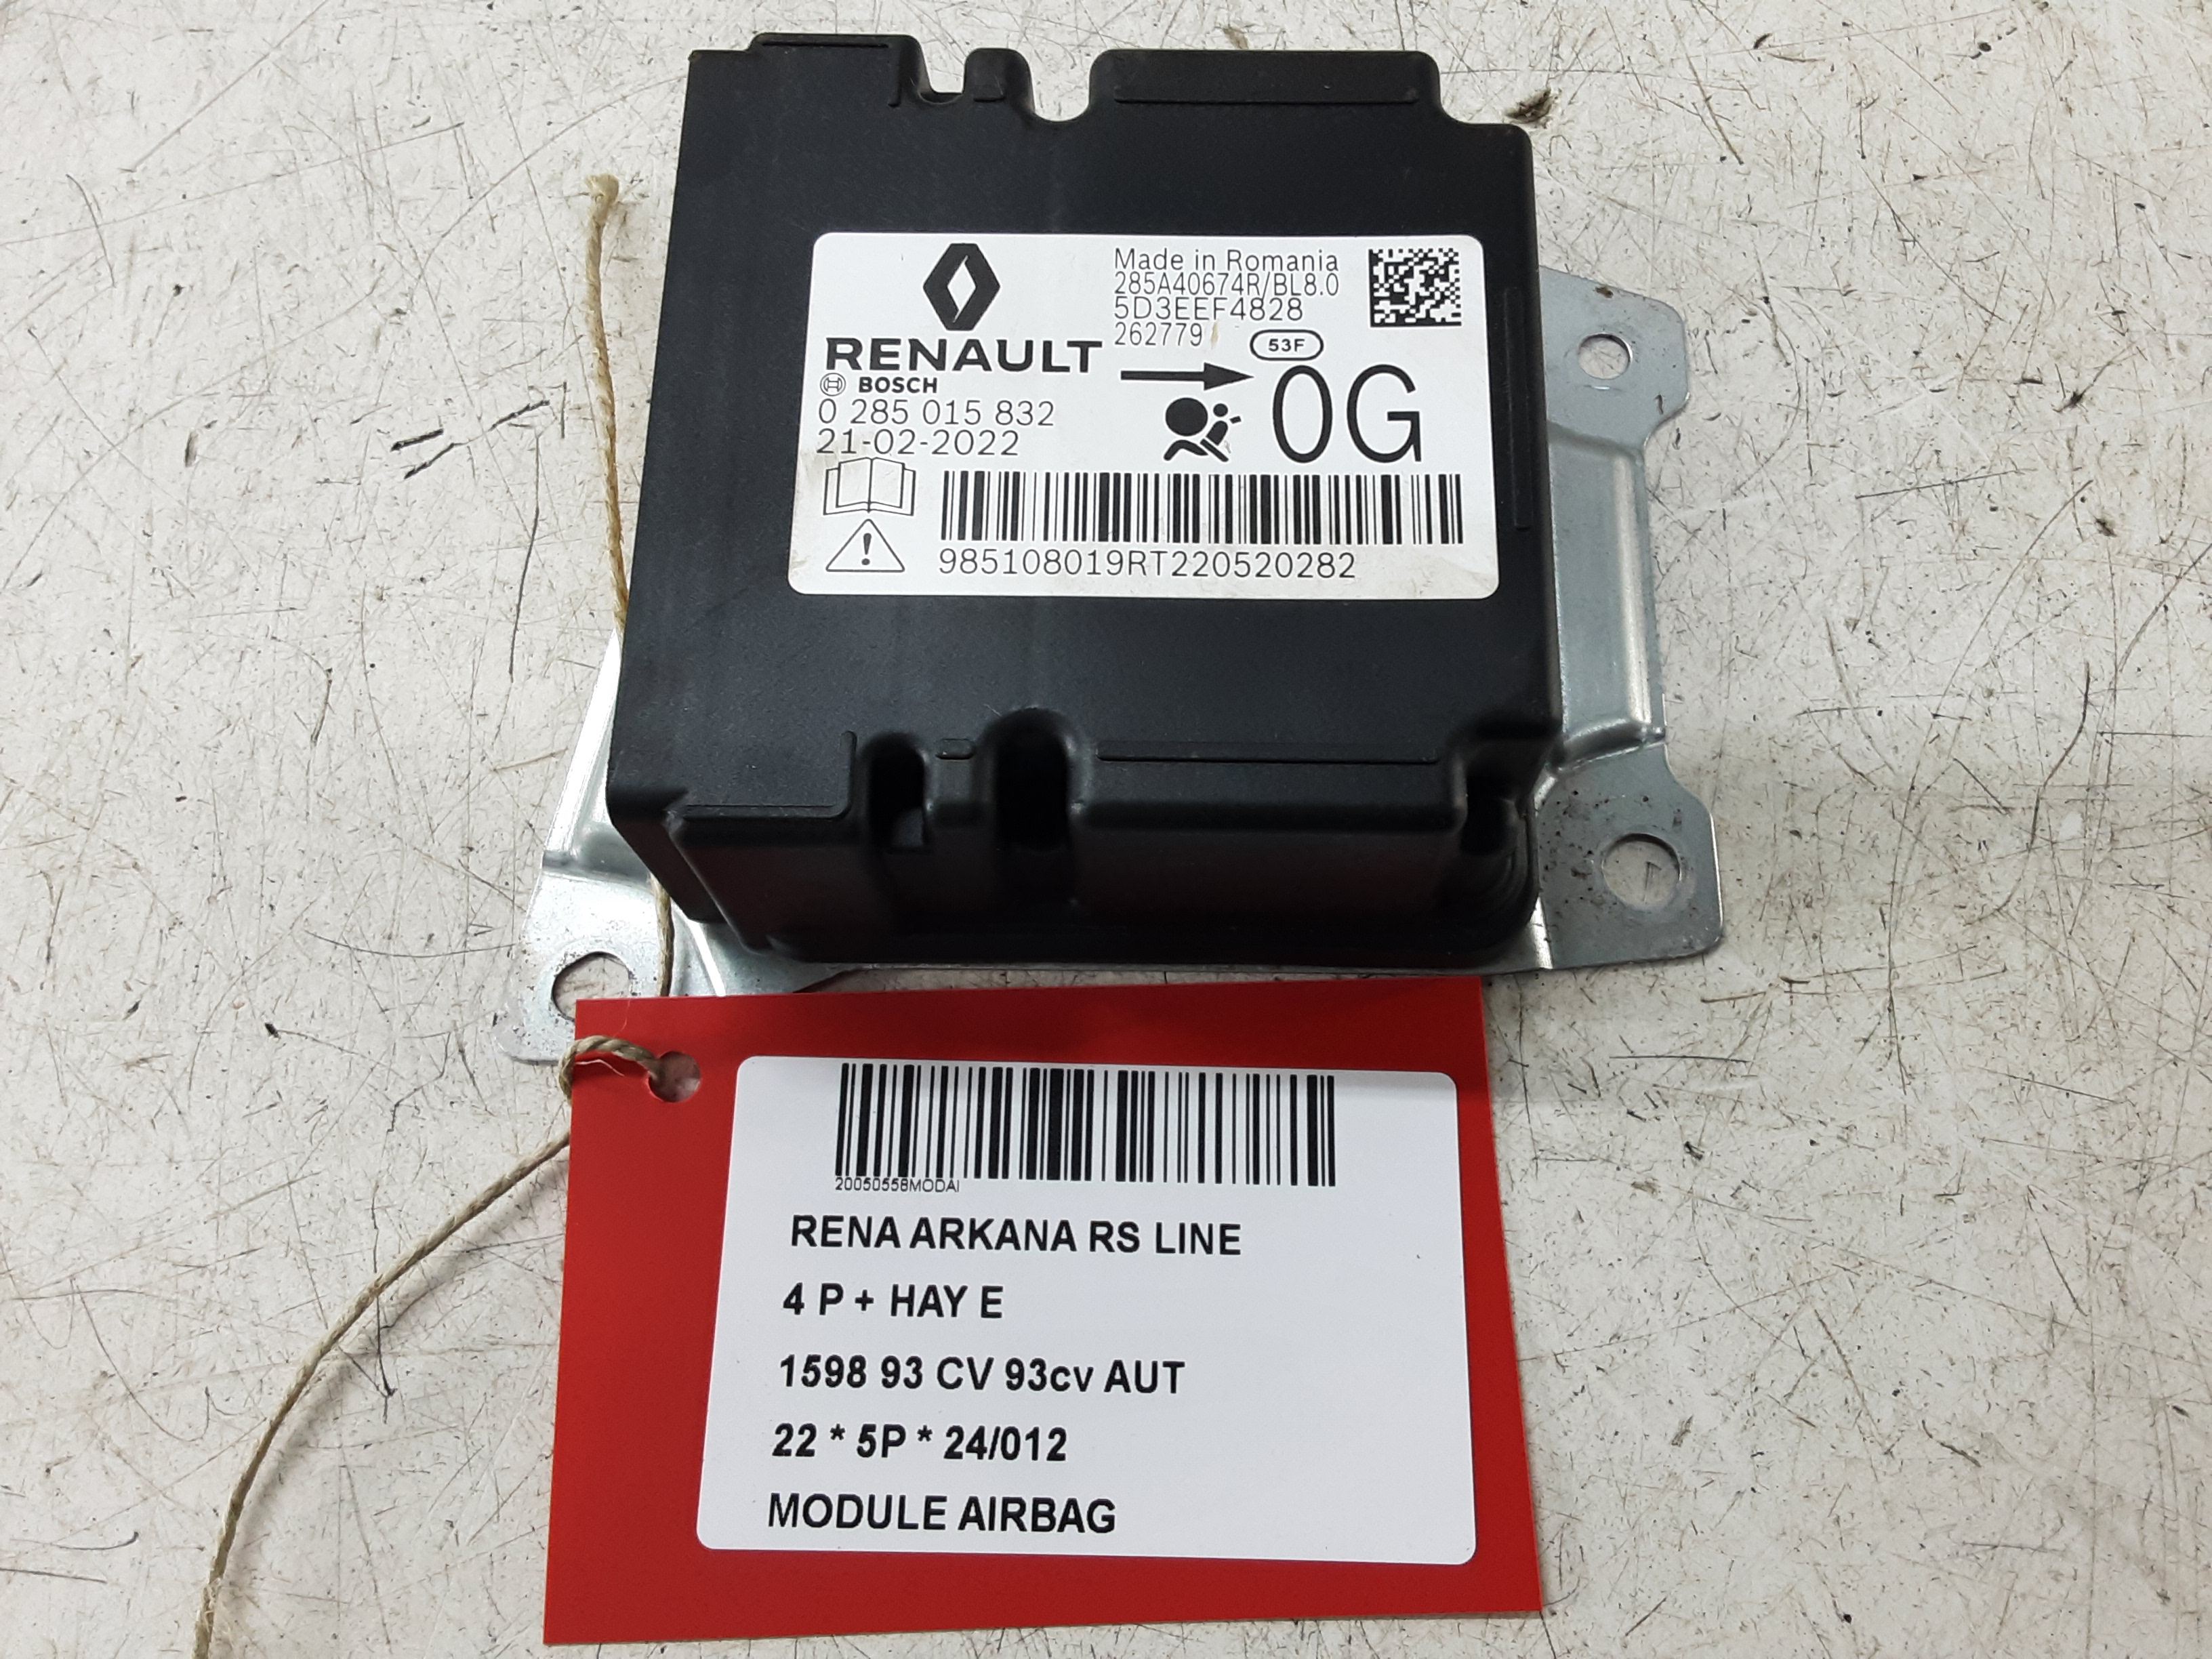 RENAULT
BOSCH
0 285 015 832
21-02-2022
Made in Romania
285A40674R/BL8.0
5D3EEF4828
262779
53F
0G
985108019RT220520282
20050558MODAI
RENA ARKANA RS LINE
4 P + HAY E
1598 93 CV 93cv AUT
22 * 5P * 24/012
MODULE AIRBAG